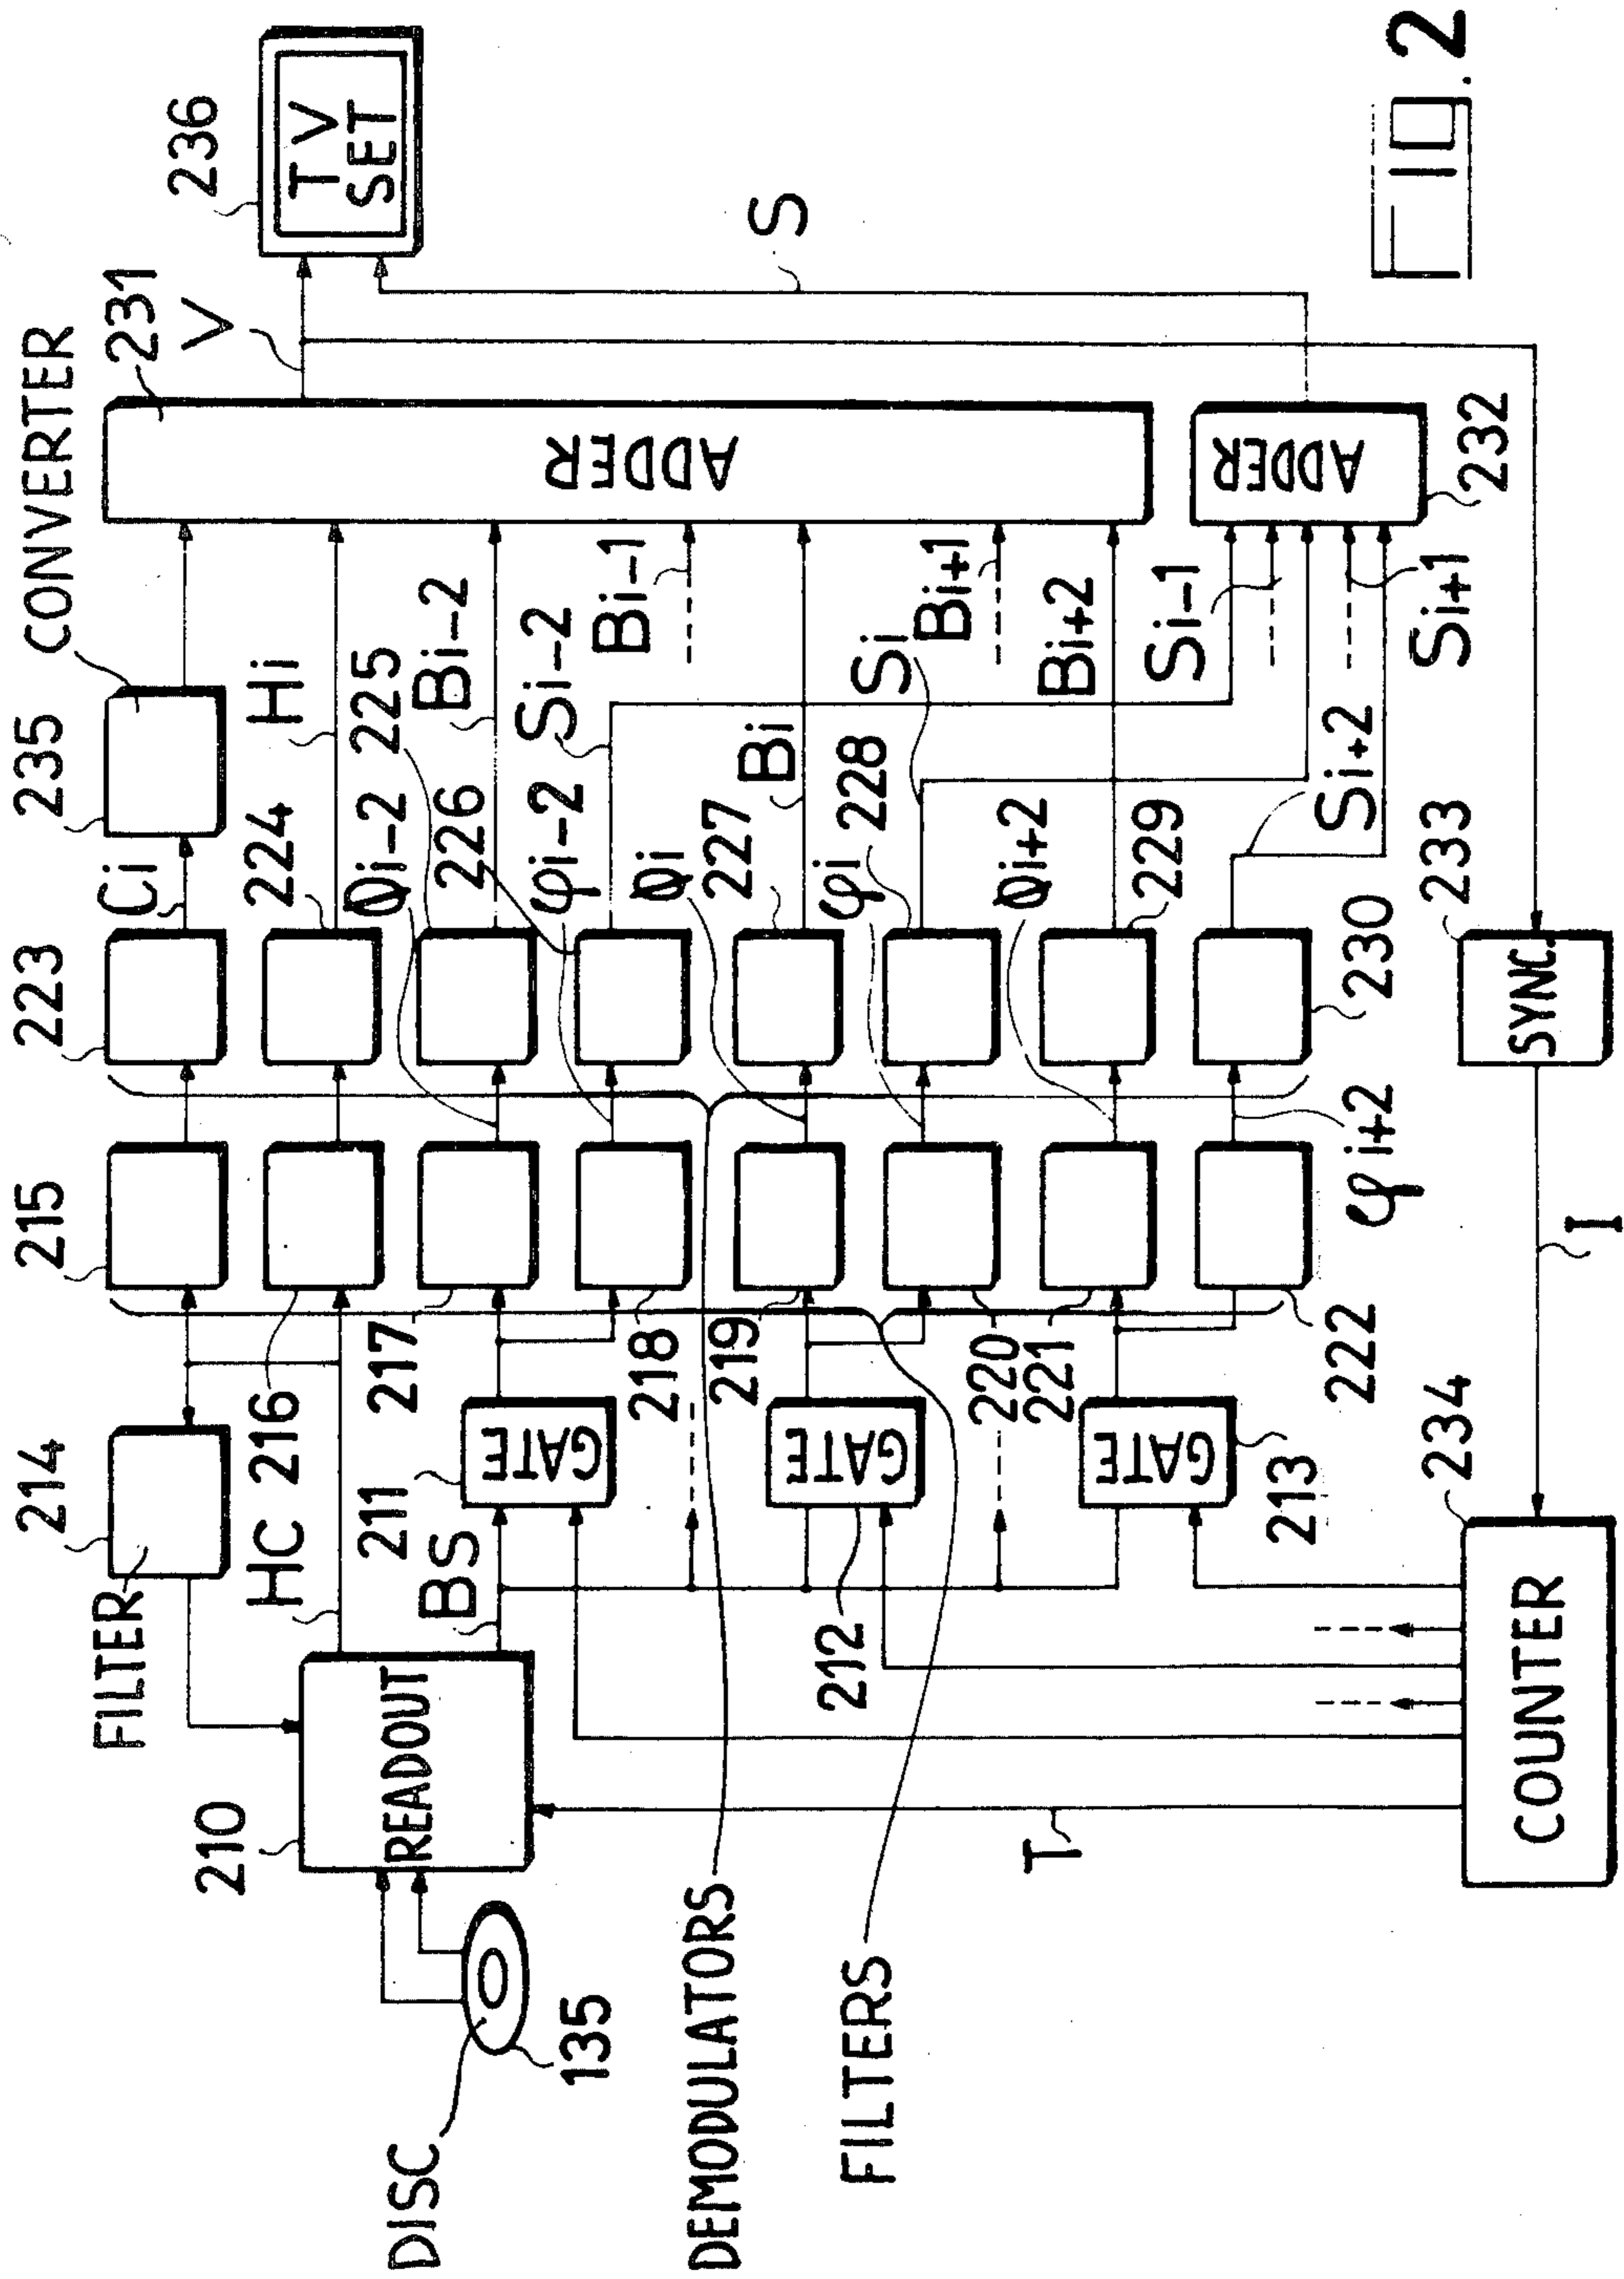 FIG. 2
236
TV
SET
231
V
S
CONVERTER
ADDER
ADDER
232
235
Hi
Bi-2
Si-2
Bi-1
Bi
Si
Bi+1
Bi+2
Si-1
Si+2
Si+1
Ci
223
224
Φi-2
225
226
φi-2
Φi
227
φi
228
Φi+2
229
230
233
SYNC.
215
216
217
218
219
220
221
222
φi+2
I
214
FILTER
HC
BS
211
GATE
212
GATE
213
GATE
234
COUNTER
210
READOUT
T
DISC
135
DEMODULATORS
FILTERS